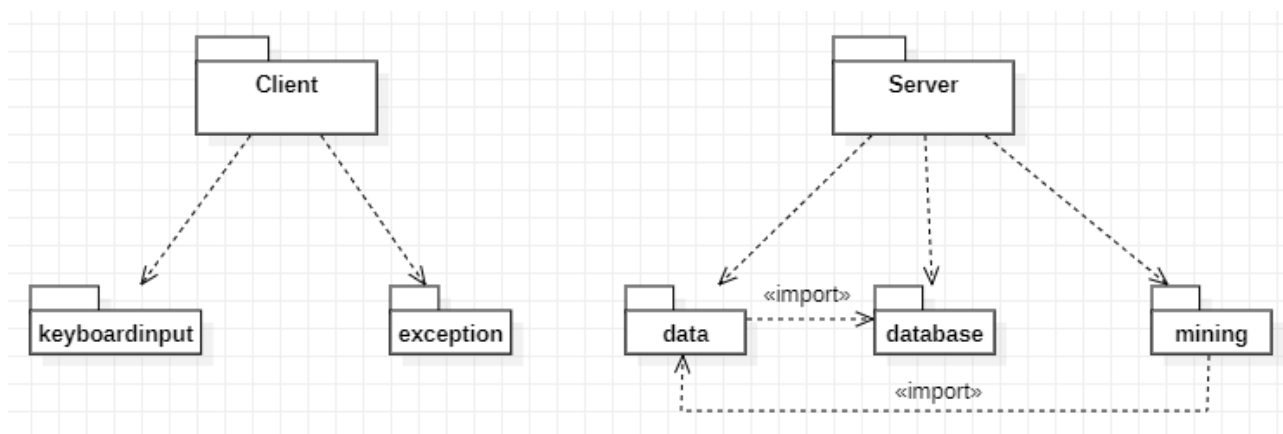 Client
Server
«import»
keyboardinput
exception
data
database
mining
«import»